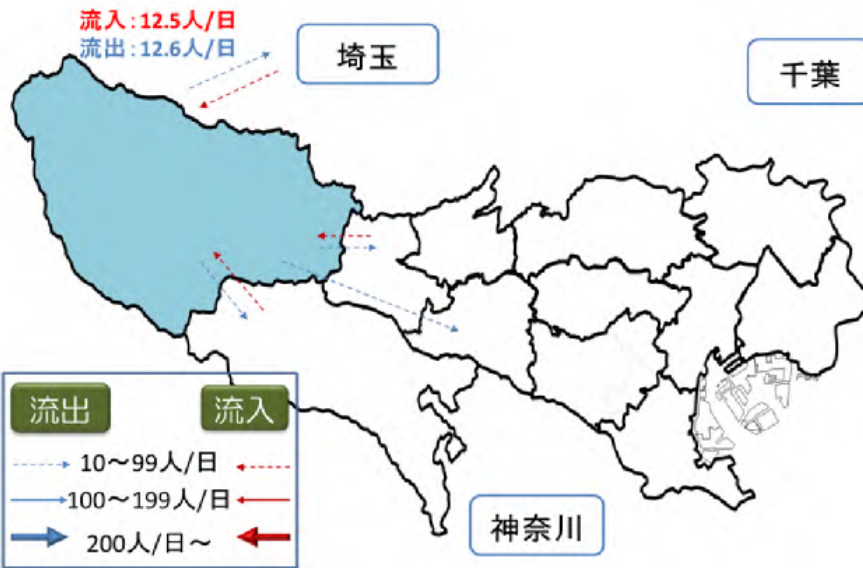 流入：12.5人/日
流出：12.6人/日
埼玉
千葉
流出
流入
10～99人/日
100～199人/日
200人/日～
神奈川